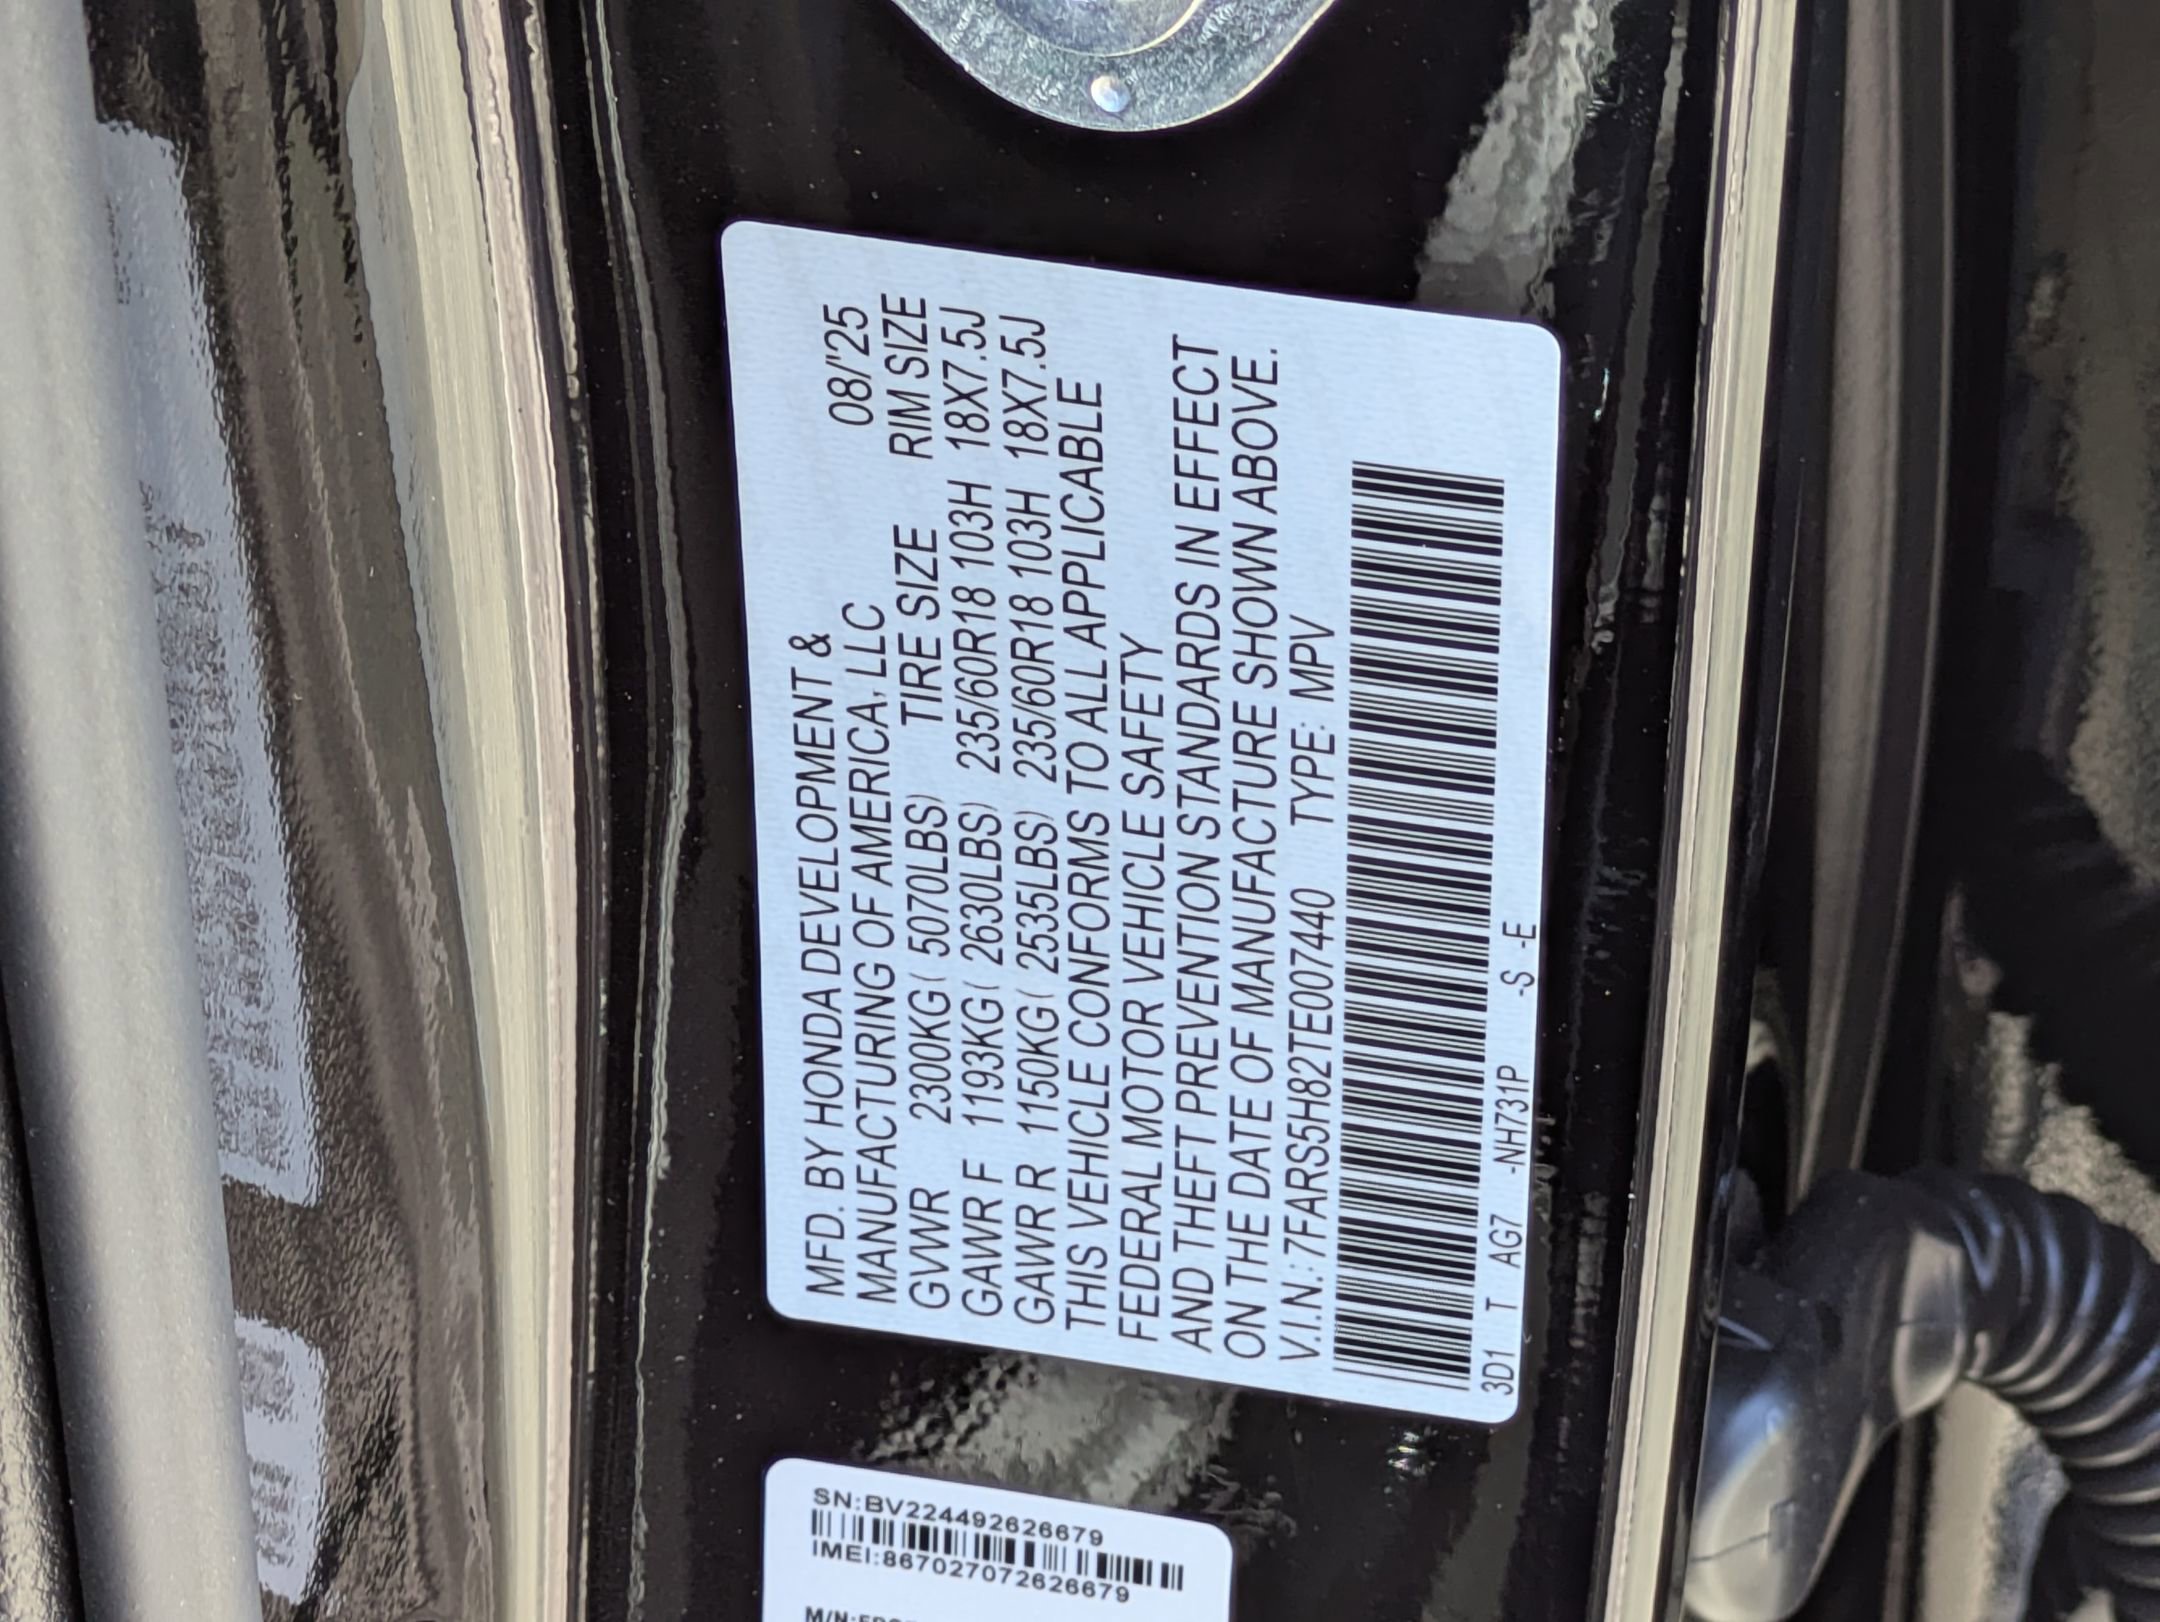 MFD. BY HONDA DEVELOPMENT &
MANUFACTURING OF AMERICA, LLC 08/'25
GVWR 2300KG ( 5070LBS) TIRE SIZE RIM SIZE
GAWR F 1193KG ( 2630LBS) 235/60R18 103H 18X7.5J
GAWR R 1150KG ( 2535LBS) 235/60R18 103H 18X7.5J
THIS VEHICLE CONFORMS TO ALL APPLICABLE
FEDERAL MOTOR VEHICLE SAFETY
AND THEFT PREVENTION STANDARDS IN EFFECT
ON THE DATE OF MANUFACTURE SHOWN ABOVE.
V.I.N.: 7FARS5H82TE007440 TYPE: MPV
3D1 T AG7 -NH731P -S -E
SN:BV224492626679
IMEI:867027072626679